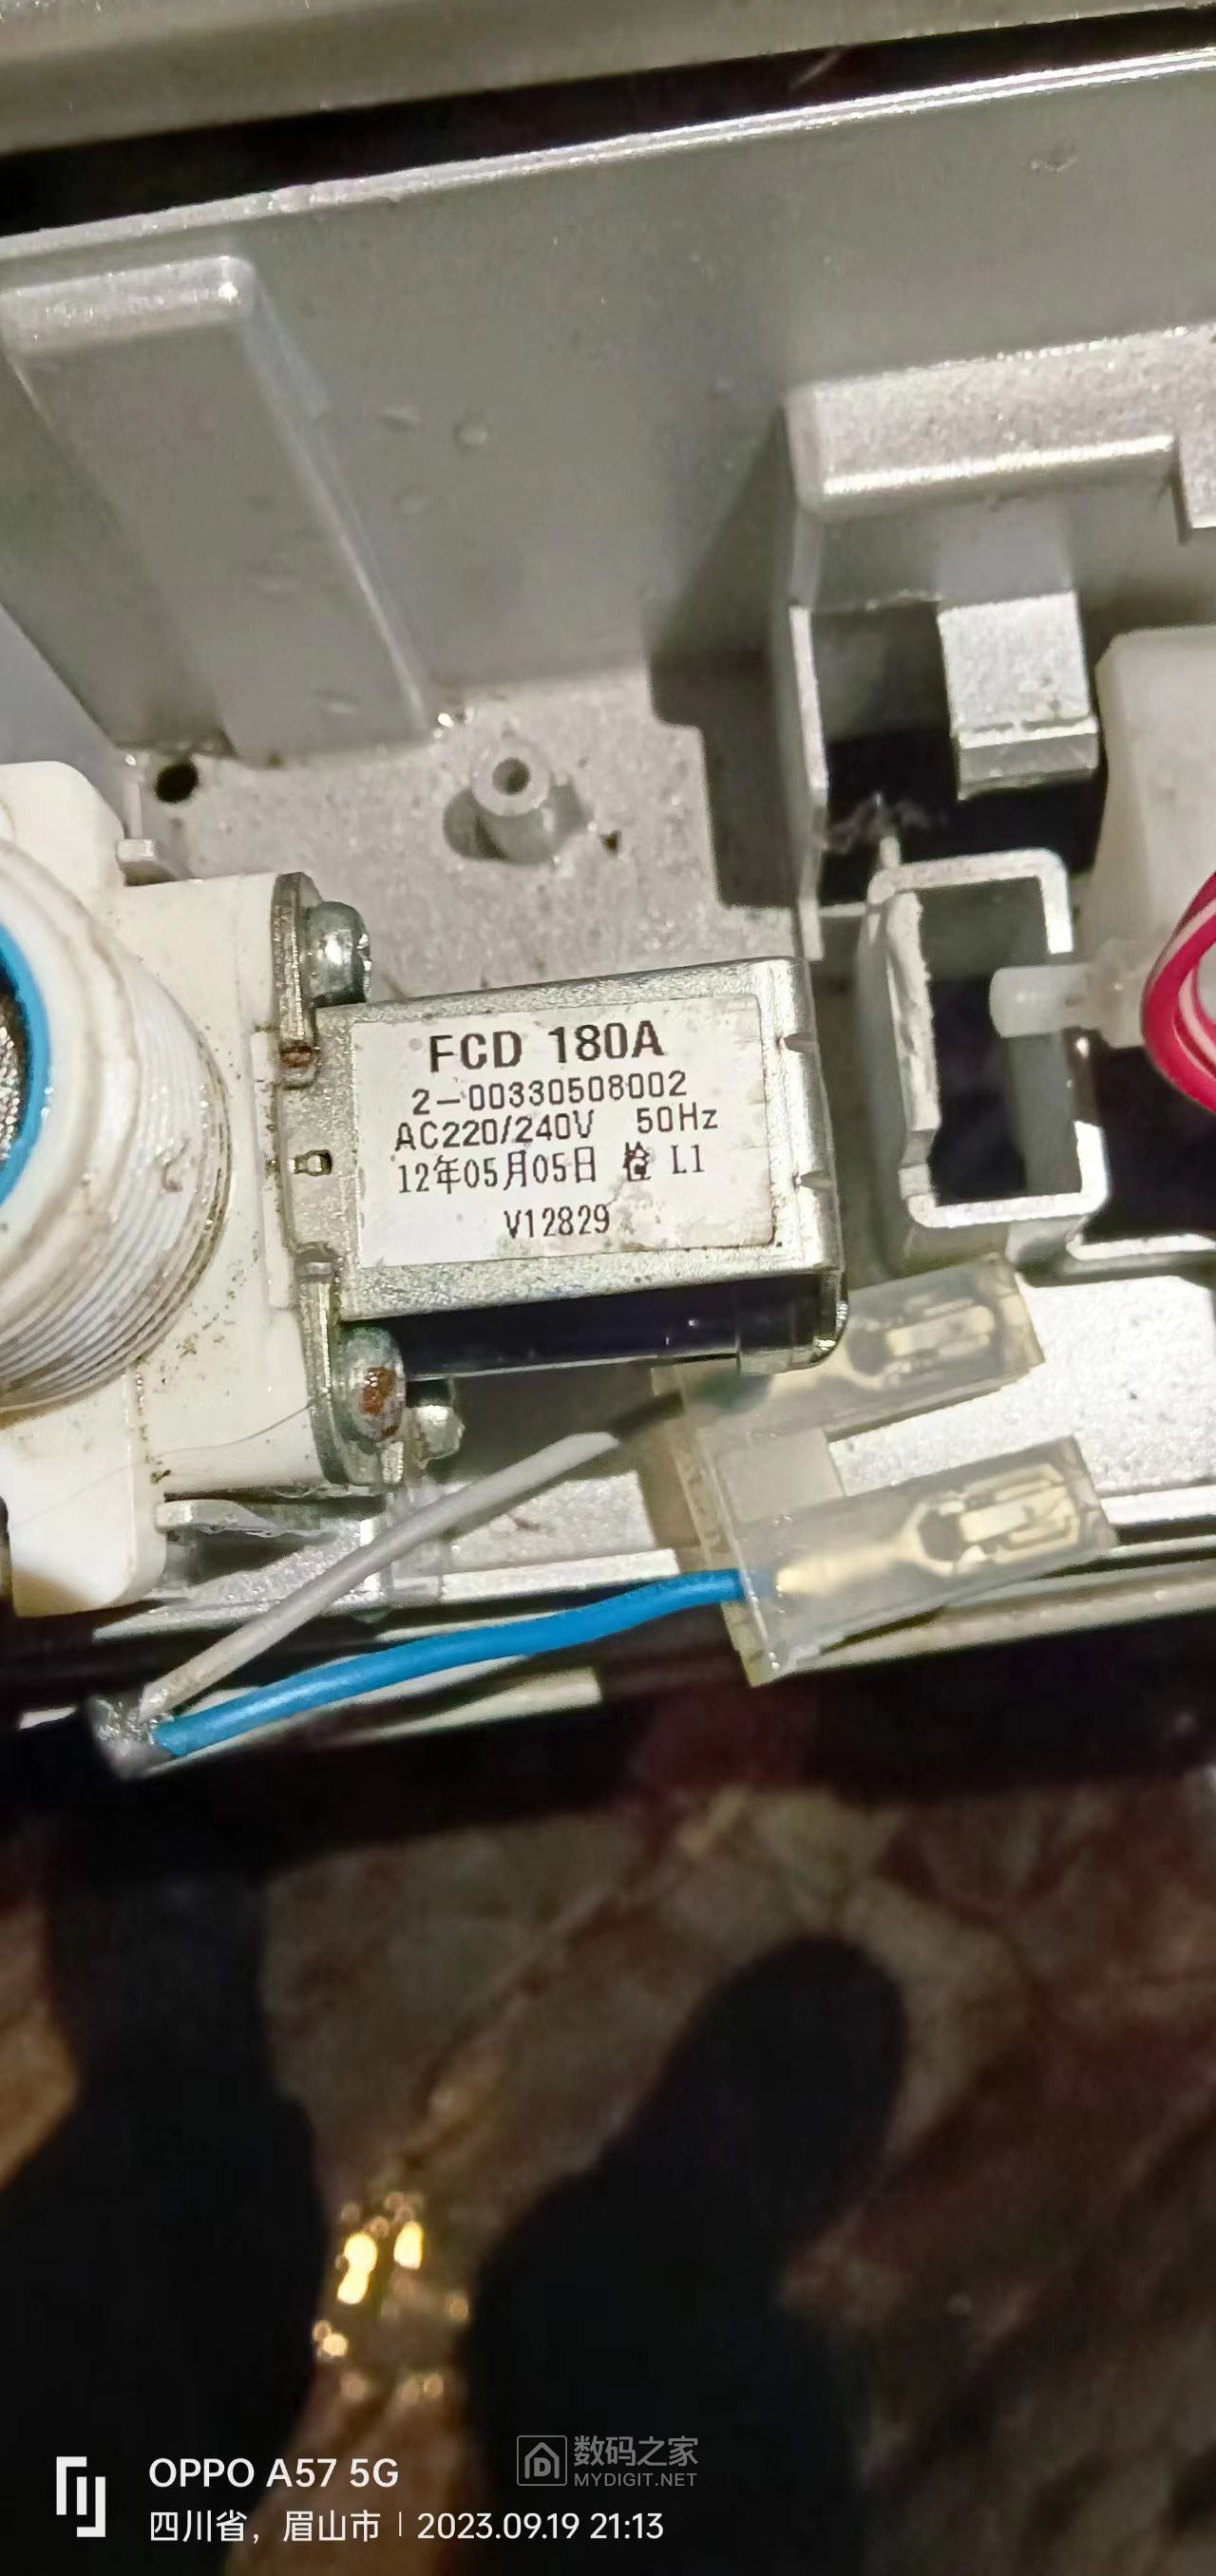 FCD 180A
2-00330508002
AC220/240V 50Hz
12年05月05日 检 L1
V12829
数码之家
MYDIGIT.NET
OPPO A57 5G
四川省，眉山市 | 2023.09.19 21:13